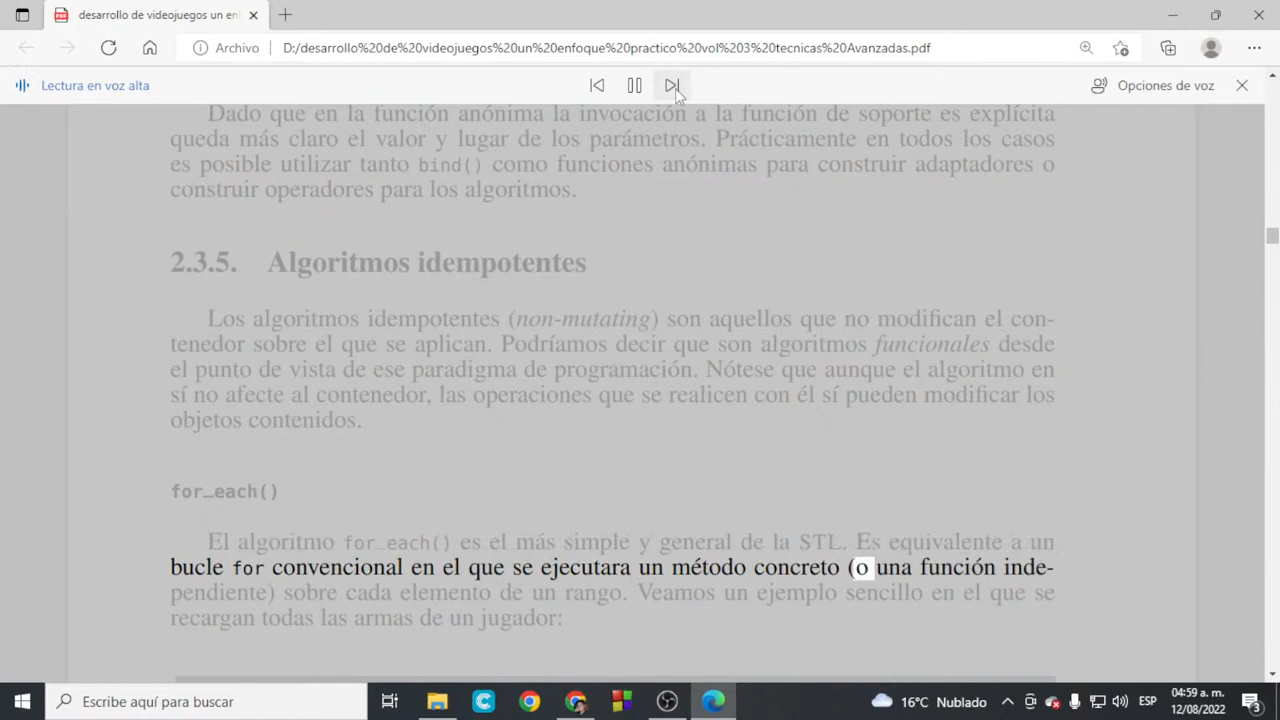 desarrollo de videojuegos un en
Archivo
D:/desarrollo%20de%20videojuegos%20un%20enfoque%20practico%20vol%203%20tecnicas%20Avanzadas.pdf
Lectura en voz alta
Opciones de voz
Dado que en la función anónima la invocación a la función de soporte es explícita
queda más claro el valor y lugar de los parámetros. Prácticamente en todos los casos
es posible utilizar tanto bind() como funciones anónimas para construir adaptadores o
construir operadores para los algoritmos.
2.3.5. Algoritmos idempotentes
Los algoritmos idempotentes (non-mutating) son aquellos que no modifican el con-
tenedor sobre el que se aplican. Podríamos decir que son algoritmos funcionales desde
el punto de vista de ese paradigma de programación. Nótese que aunque el algoritmo en
sí no afecte al contenedor, las operaciones que se realicen con él sí pueden modificar los
objetos contenidos.
for_each()
El algoritmo for_each() es el más simple y general de la STL. Es equivalente a un
bucle for convencional en el que se ejecutara un método concreto (o una función inde-
pendiente) sobre cada elemento de un rango. Veamos un ejemplo sencillo en el que se
recargan todas las armas de un jugador:
Escribe aquí para buscar
16°C Nublado
ESP
04:59 a. m.
12/08/2022
3